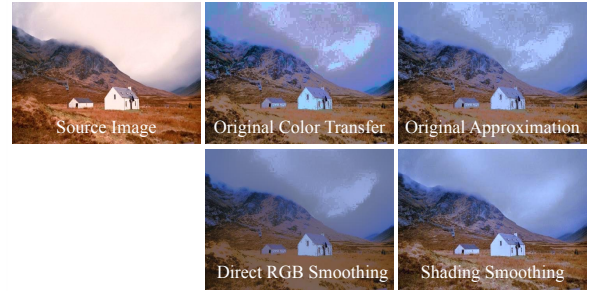 Source Image
Original Color Transfer
Original Approximation
Direct RGB Smoothing
Shading Smoothing